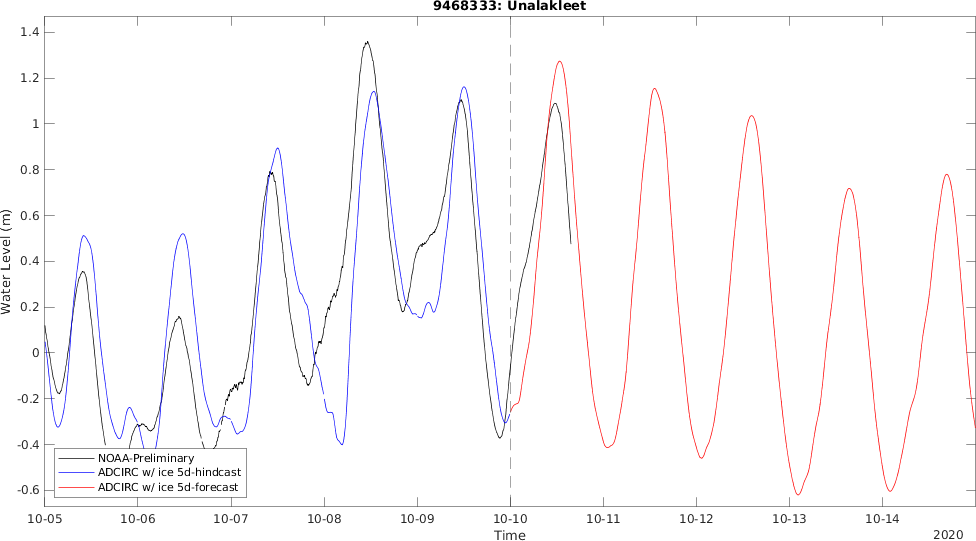 9468333: Unalakleet
Water Level (m)
1.4
1.2
1
0.8
0.6
0.4
0.2
0
-0.2
-0.4
-0.6
NOAA-Preliminary
ADCIRC w/ ice 5d-hindcast
ADCIRC w/ ice 5d-forecast
10-05 10-06 10-07 10-08 10-09 10-10 10-11 10-12 10-13 10-14
Time
2020